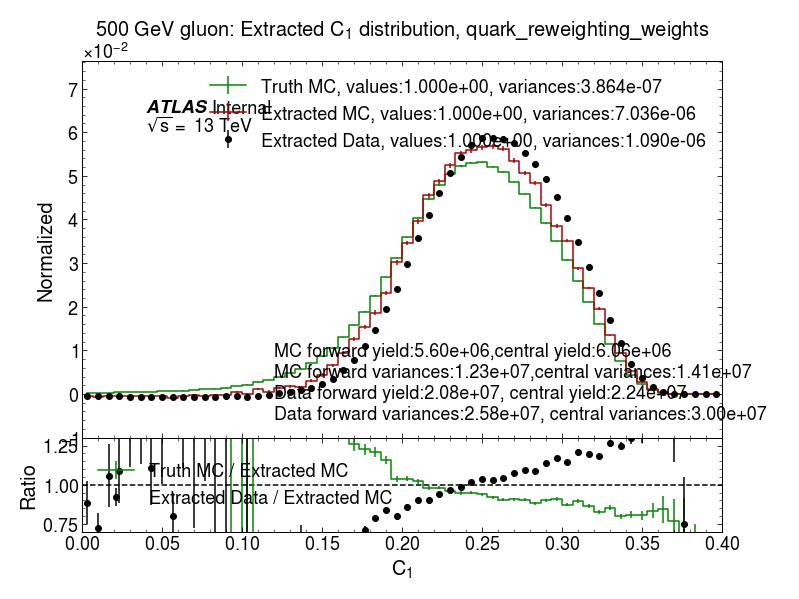 500 GeV gluon: Extracted C₁ distribution, quark_reweighting_weights
×10⁻²
Truth MC, values:1.000e+00, variances:3.864e-07
ATLAS Internal
Extracted MC, values:1.000e+00, variances:7.036e-06
√s = 13 TeV
Extracted Data, values:1.000e+00, variances:1.090e-06
7
6
5
4
3
2
1
0
Normalized
MC forward yield:5.60e+06,central yield:6.06e+06
MC forward variances:1.23e+07,central variances:1.41e+07
Data forward yield:2.08e+07, central yield:2.24e+07
Data forward variances:2.58e+07, central variances:3.00e+07
1.25
1.00
0.75
Ratio
Truth MC / Extracted MC
Extracted Data / Extracted MC
0.00 0.05 0.10 0.15 0.20 0.25 0.30 0.35 0.40
C₁